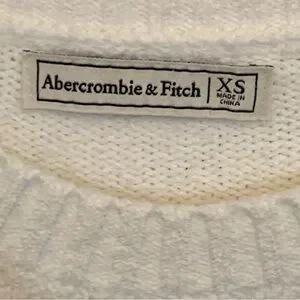 Abercrombie & Fitch
XS
MADE IN
CHINA